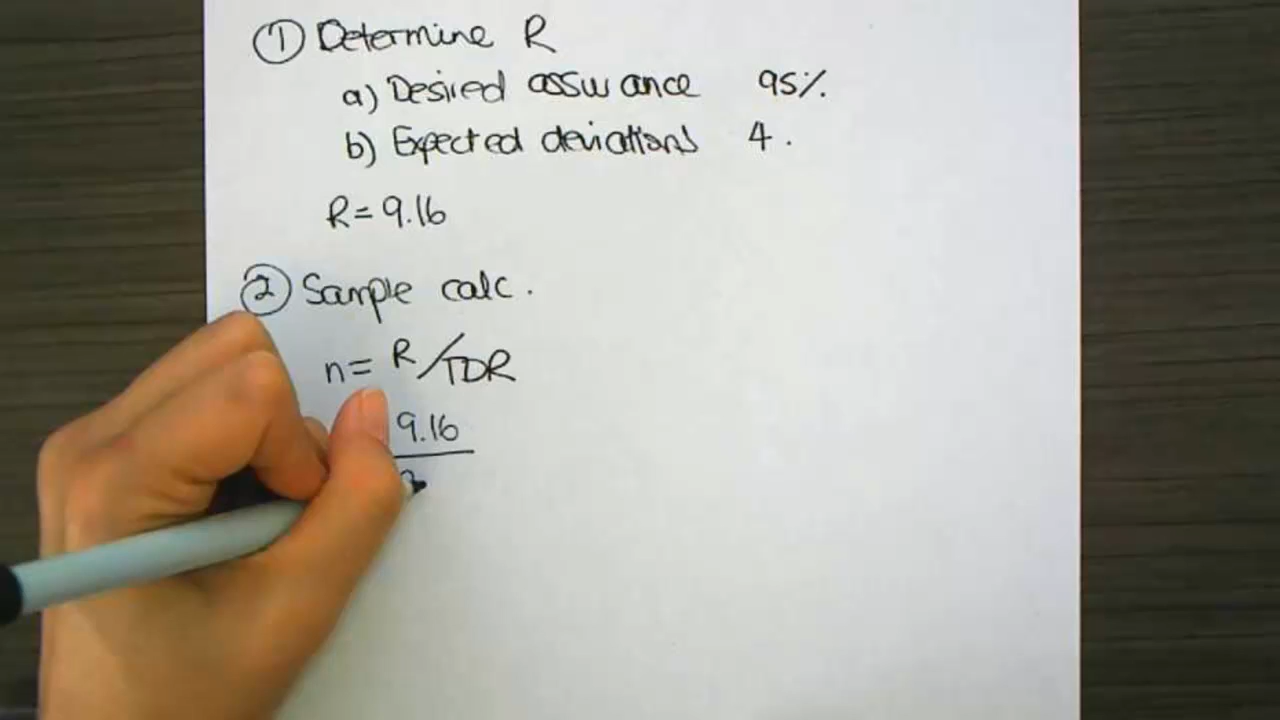 ① Determine R
a) Desired assurance 95%.
b) Expected deviations 4.
R = 9.16
② Sample calc.
n = R/TDR
9.16